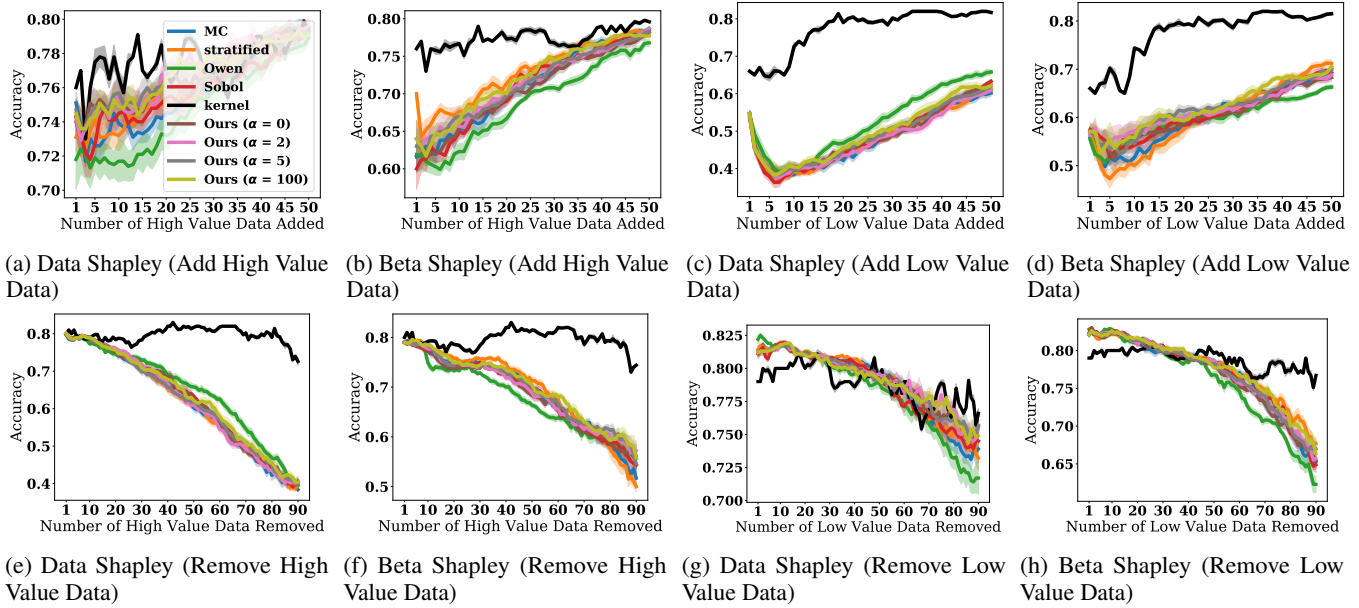 0.80
0.78
0.76
0.74
0.72
0.70
Accuracy
1 5 10 15 20 25 30 35 40 45 50
Number of High Value Data Added
MC
stratified
Owen
Sobol
kernel
Ours (α = 0)
Ours (α = 2)
Ours (α = 5)
Ours (α = 100)
0.80
0.75
0.70
0.65
0.60
Accuracy
1 5 10 15 20 25 30 35 40 45 50
Number of High Value Data Added
0.8
0.7
0.6
0.5
0.4
Accuracy
1 5 10 15 20 25 30 35 40 45 50
Number of Low Value Data Added
0.8
0.7
0.6
0.5
Accuracy
1 5 10 15 20 25 30 35 40 45 50
Number of Low Value Data Added
(a) Data Shapley (Add High Value
Data)
(b) Beta Shapley (Add High Value
Data)
(c) Data Shapley (Add Low Value
Data)
(d) Beta Shapley (Add Low Value
Data)
0.8
0.7
0.6
0.5
0.4
Accuracy
1 10 20 30 40 50 60 70 80 90
Number of High Value Data Removed
0.8
0.7
0.6
0.5
Accuracy
1 10 20 30 40 50 60 70 80 90
Number of High Value Data Removed
0.825
0.800
0.775
0.750
0.725
0.700
Accuracy
1 10 20 30 40 50 60 70 80 90
Number of Low Value Data Removed
0.80
0.75
0.70
0.65
Accuracy
1 10 20 30 40 50 60 70 80 90
Number of Low Value Data Removed
(e) Data Shapley (Remove High
Value Data)
(f) Beta Shapley (Remove High
Value Data)
(g) Data Shapley (Remove Low
Value Data)
(h) Beta Shapley (Remove Low
Value Data)